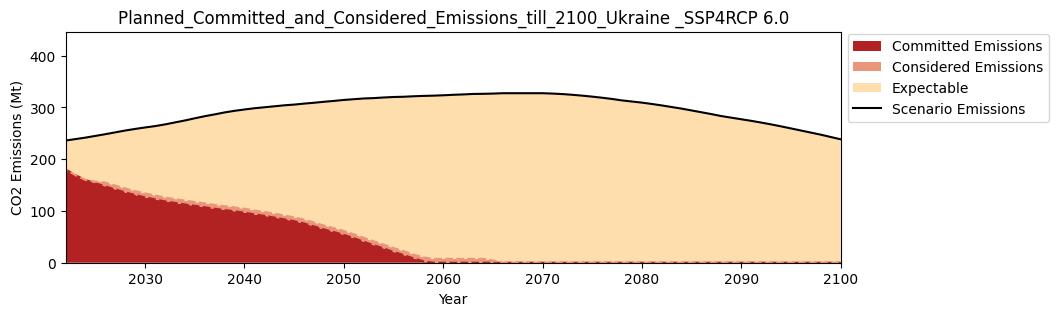 Planned_Committed_and_Considered_Emissions_till_2100_Ukraine _SSP4RCP 6.0
400
300
200
100
0
CO2 Emissions (Mt)
2030
2040
2050
2060
2070
2080
2090
2100
Year
Committed Emissions
Considered Emissions
Expectable
Scenario Emissions